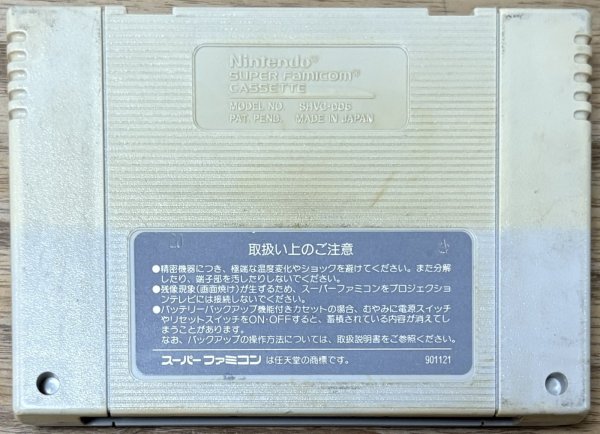 Nintendo®
SUPER Famicom®
CASSETTE
MODEL NO. SHVC-006
PAT. PEND. MADE IN JAPAN
取扱い上のご注意
●精密機器につき、極端な温度変化やショックを避けてください。また分解
したり、端子部を汚したりしないでください。
●残像現象(画面焼け)が生ずるため、スーパーファミコンをプロジェクショ
ンテレビには接続しないでください。
●バッテリーバックアップ機能付きカセットの場合、むやみに電源スイッチ
やリセットスイッチをON・OFFすると、蓄積されている内容が消えてし
まうことがあります。
なお、バックアップの操作方法については、取扱説明書をご参照ください。
スーパーファミコン は任天堂の商標です。 901121